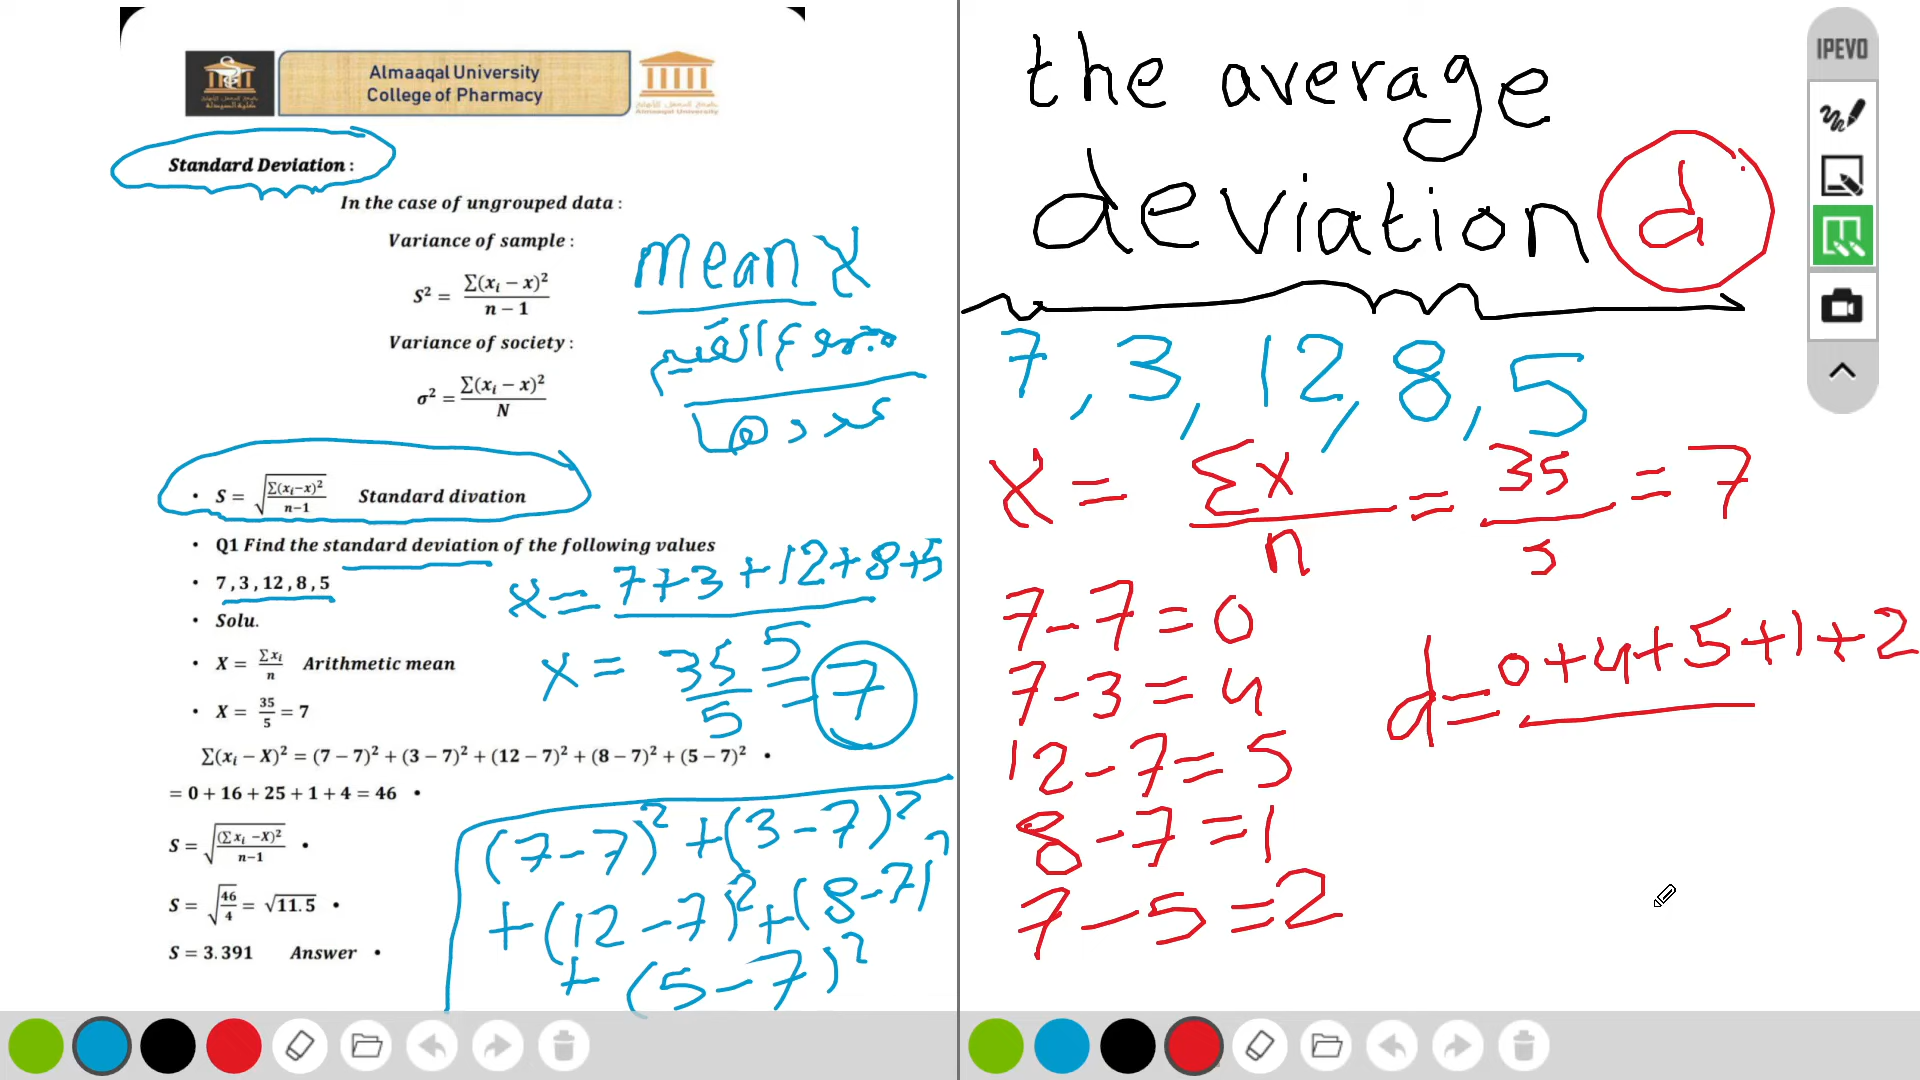 Almaaqal University
College of Pharmacy
Almaaqal University
Standard Deviation :
In the case of ungrouped data :
Variance of sample :
S² = Σ(xᵢ − x)² / n − 1
Variance of society :
σ² = Σ(xᵢ − x)² / N
• S = √(Σ(xᵢ−x)² / n−1) Standard divation
• Q1 Find the standard deviation of the following values
• 7 , 3 , 12 , 8 , 5
• Solu.
• X = Σxᵢ / n Arithmetic mean
• X = 35/5 = 7
Σ(xᵢ − X)² = (7 − 7)² + (3 − 7)² + (12 − 7)² + (8 − 7)² + (5 − 7)² •
= 0 + 16 + 25 + 1 + 4 = 46 •
S = √((Σ xᵢ −X)² / n−1) •
S = √(46/4) = √11.5 •
S = 3.391 Answer •
mean x
مجموع القيم
عددها
x = 7+3+12+8+5 / 5
x = 35/5 = 7
(7−7)² + (3−7)²
+ (12−7)² + (8−7)²
+ (5−7)²
the average
deviation d
7, 3, 12, 8, 5
x = Σx / n = 35 / 5 = 7
7−7=0
7−3=4
12−7=5
8−7=1
7−5=2
d = 0+4+5+1+2
IPEVO